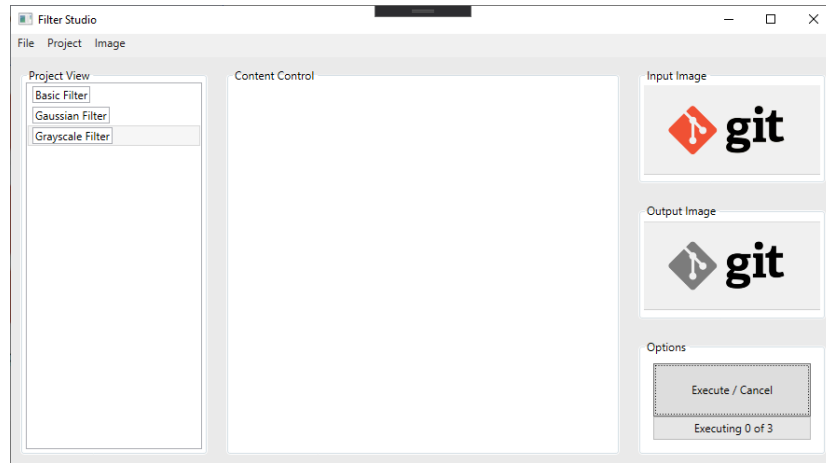 Filter Studio
File Project Image
Project View
Basic Filter
Gaussian Filter
Grayscale Filter
Content Control
Input Image
git
Output Image
git
Options
Execute / Cancel
Executing 0 of 3